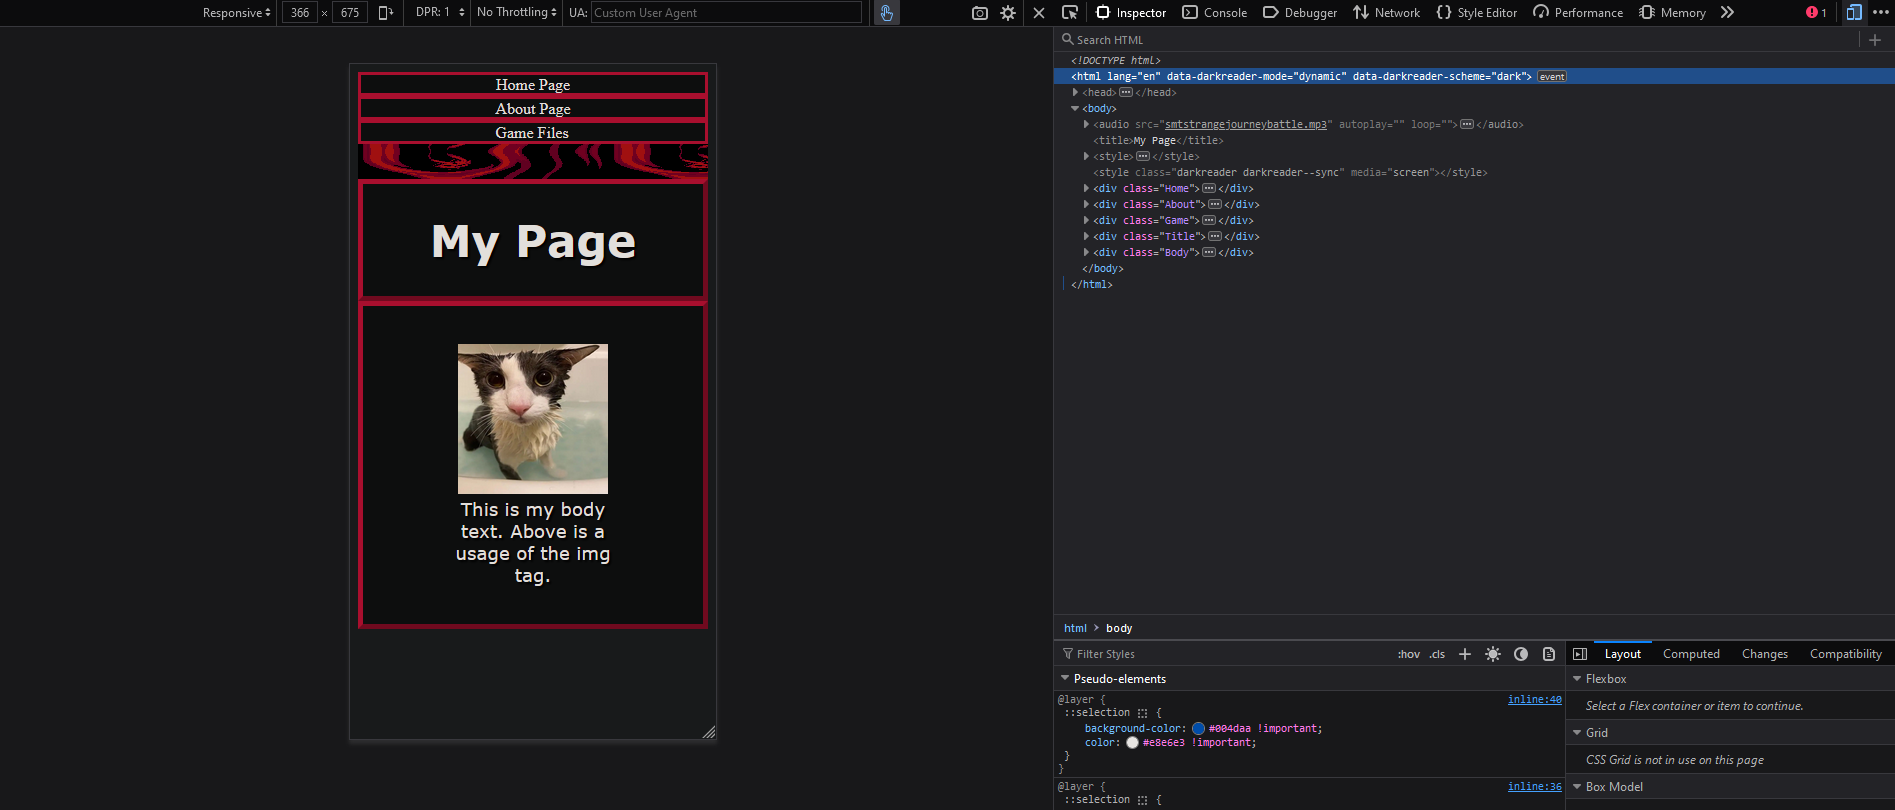 Responsive 366 × 675 DPR: 1 No Throttling UA: Custom User Agent
Inspector Console Debugger Network Style Editor Performance Memory 1
Home Page
About Page
Game Files
My Page
This is my body
text. Above is a
usage of the img
tag.
Search HTML
<!DOCTYPE html>
<html lang="en" data-darkreader-mode="dynamic" data-darkreader-scheme="dark"> event
<head></head>
<body>
<audio src="smtstrangejourneybattle.mp3" autoplay="" loop=""></audio>
<title>My Page</title>
<style></style>
<style class="darkreader darkreader--sync" media="screen"></style>
<div class="Home"></div>
<div class="About"></div>
<div class="Game"></div>
<div class="Title"></div>
<div class="Body"></div>
</body>
</html>
html > body
Filter Styles :hov .cls
Pseudo-elements
@layer { inline:40
::selection {
background-color: #004daa !important;
color: #e8e6e3 !important;
}
}
@layer { inline:36
::selection {
Layout Computed Changes Compatibility
Flexbox
Select a Flex container or item to continue.
Grid
CSS Grid is not in use on this page
Box Model